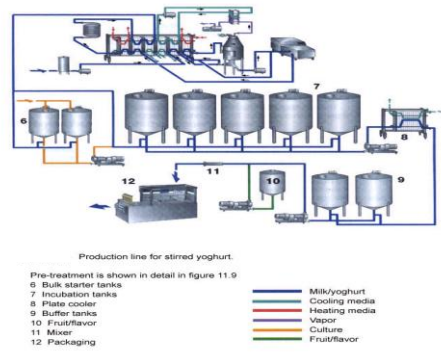 7
6
8
12
11
10
9
Production line for stirred yoghurt.
Pre-treatment is shown in detail in figure 11.9
6 Bulk starter tanks
7 Incubation tanks
8 Plate cooler
9 Buffer tanks
10 Fruit/flavor
11 Mixer
12 Packaging
Milk/yoghurt
Cooling media
Heating media
Vapor
Culture
Fruit/flavor